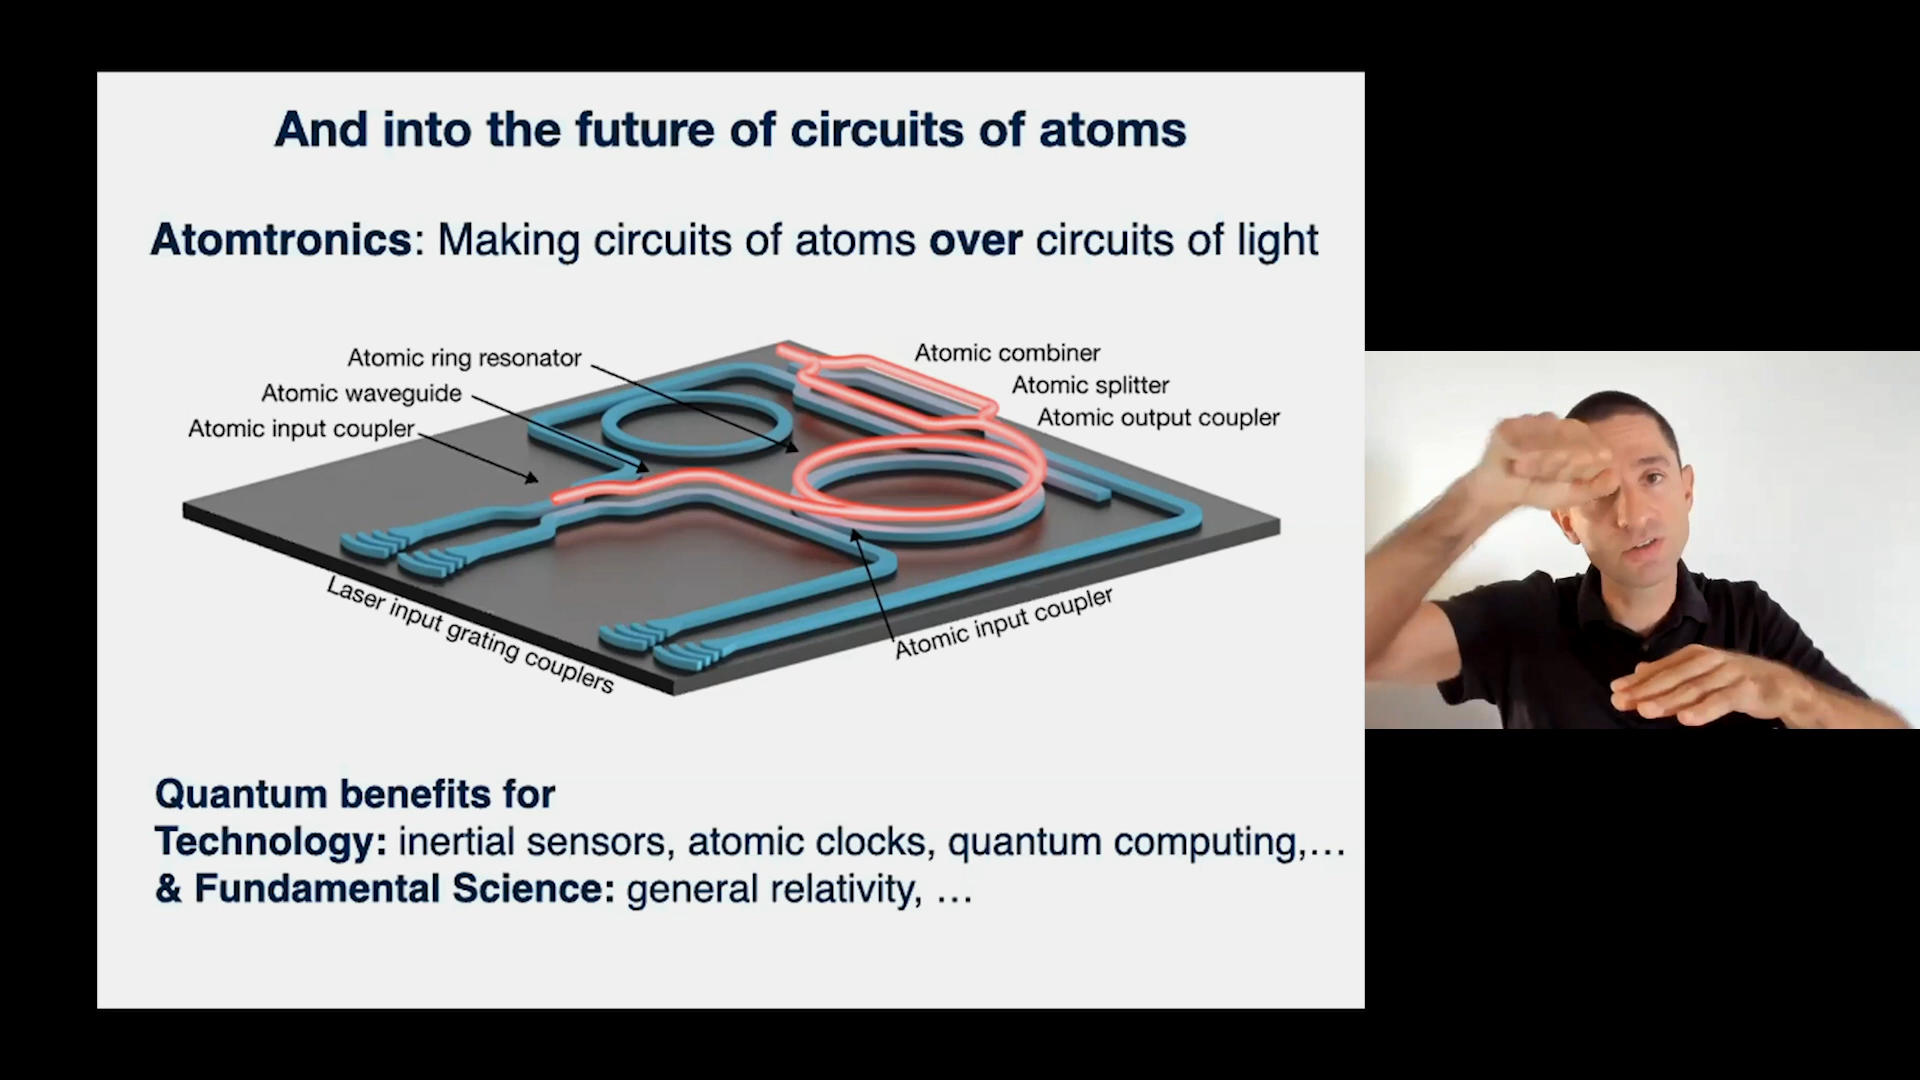 And into the future of circuits of atoms
Atomtronics: Making circuits of atoms over circuits of light
Atomic ring resonator
Atomic waveguide
Atomic input coupler
Atomic combiner
Atomic splitter
Atomic output coupler
Laser input grating couplers
Atomic input coupler
Quantum benefits for
Technology: inertial sensors, atomic clocks, quantum computing,…
& Fundamental Science: general relativity, …